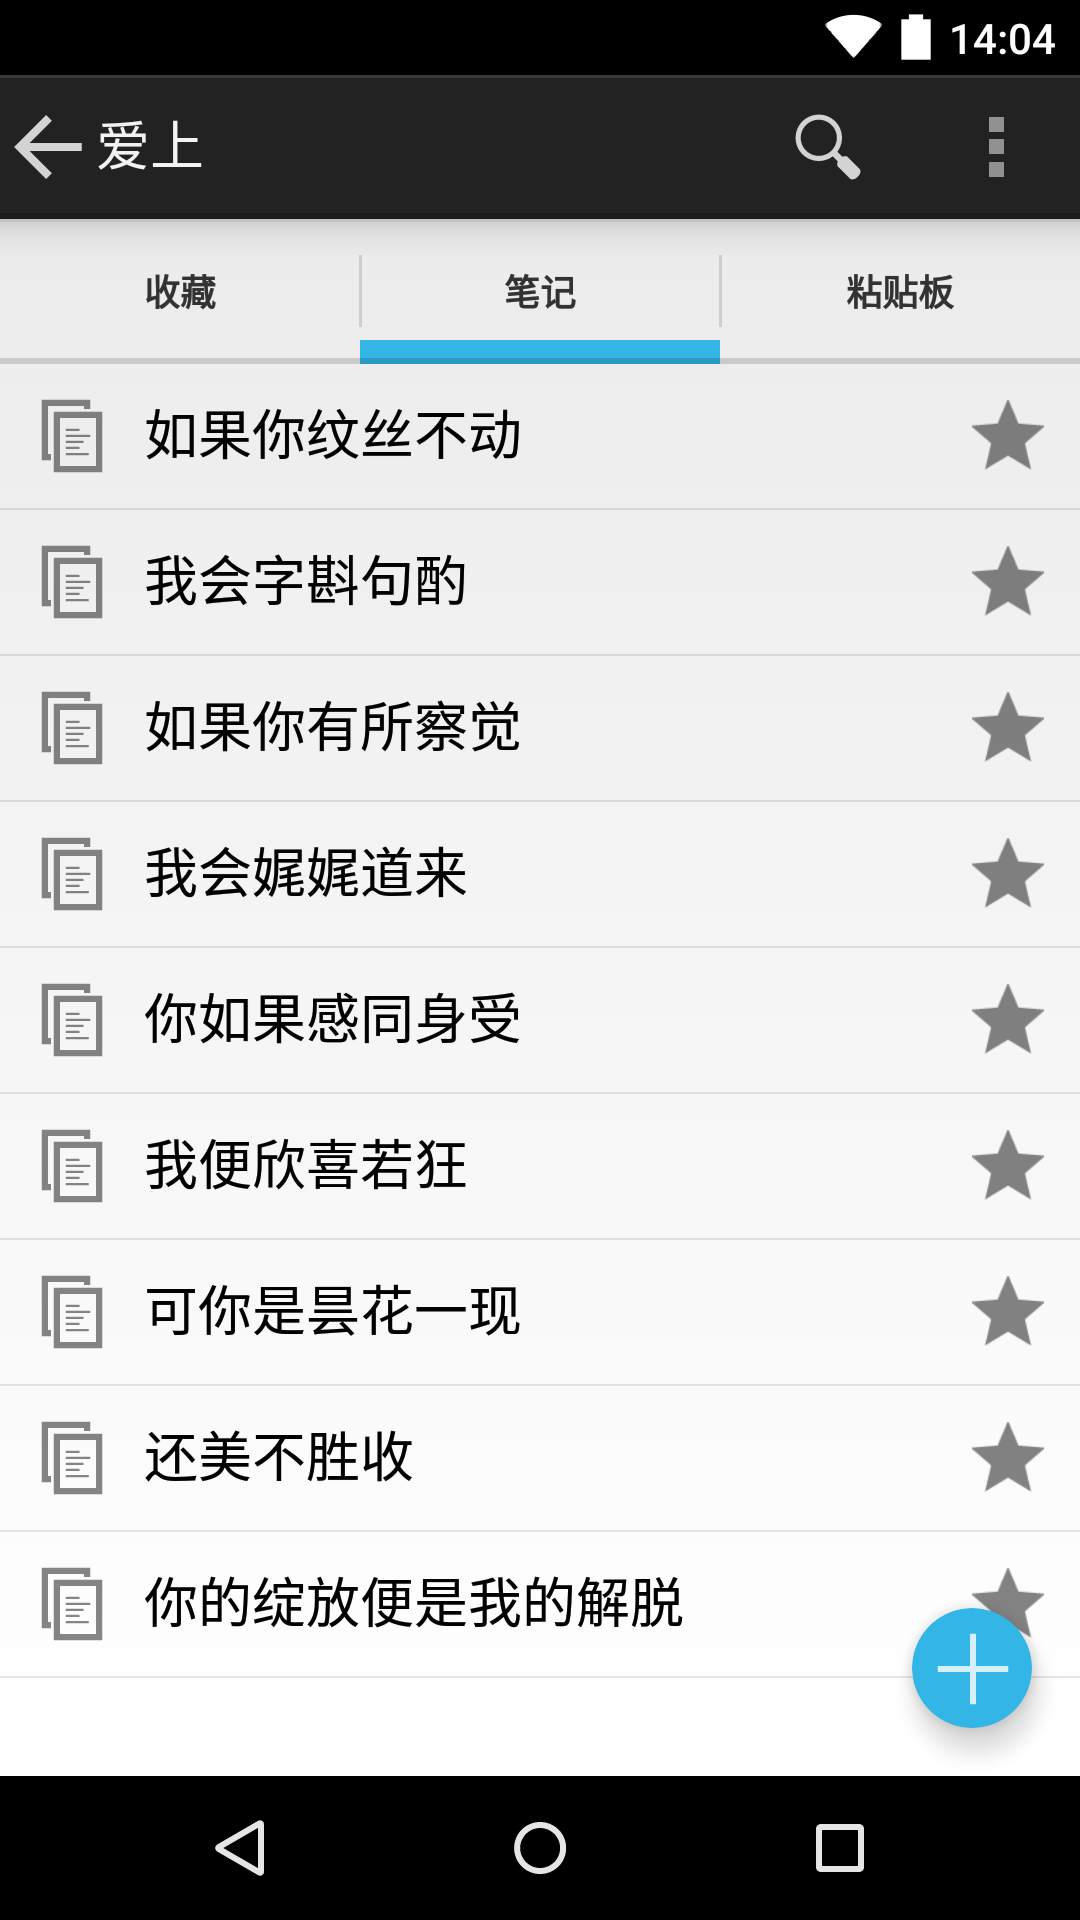 14:04
爱上
收藏 笔记 粘贴板
如果你纹丝不动
我会字斟句酌
如果你有所察觉
我会娓娓道来
你如果感同身受
我便欣喜若狂
可你是昙花一现
还美不胜收
你的绽放便是我的解脱